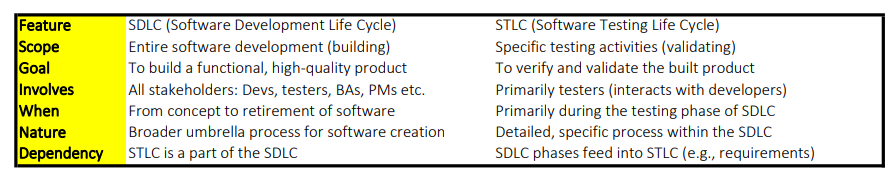 Feature SDLC (Software Development Life Cycle) STLC (Software Testing Life Cycle)
Scope Entire software development (building) Specific testing activities (validating)
Goal To build a functional, high-quality product To verify and validate the built product
Involves All stakeholders: Devs, testers, BAs, PMs etc. Primarily testers (interacts with developers)
When From concept to retirement of software Primarily during the testing phase of SDLC
Nature Broader umbrella process for software creation Detailed, specific process within the SDLC
Dependency STLC is a part of the SDLC SDLC phases feed into STLC (e.g., requirements)